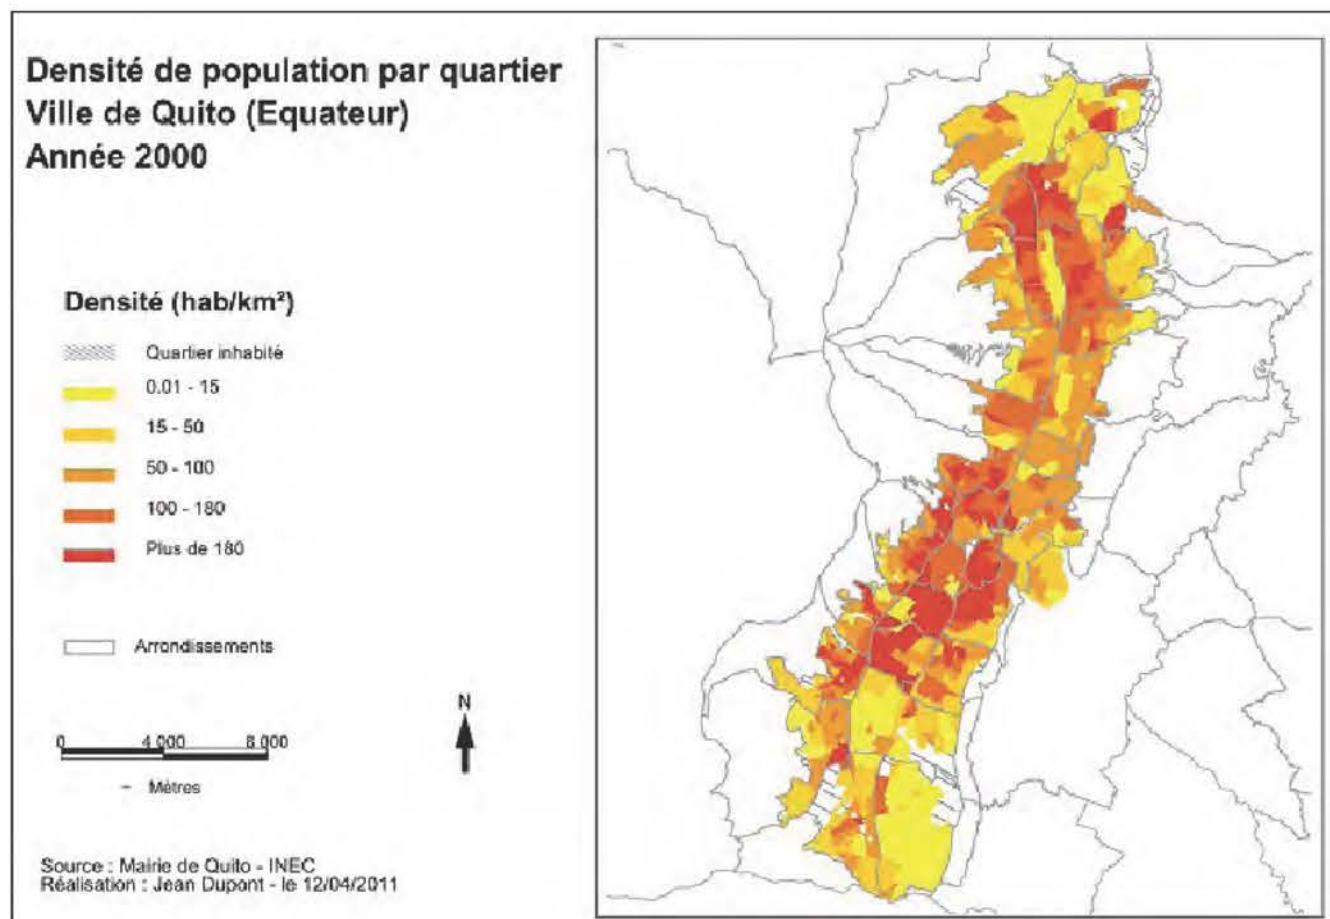 Densité de population par quartier
Ville de Quito (Equateur)
Année 2000
Densité (hab/km²)
Quartier inhabité
0.01 - 15
15 - 50
50 - 100
100 - 180
Plus de 180
Arrondissements
N
0 4 000 8 000
Mètres
Source : Mairie de Quito - INEC
Réalisation : Jean Dupont - le 12/04/2011